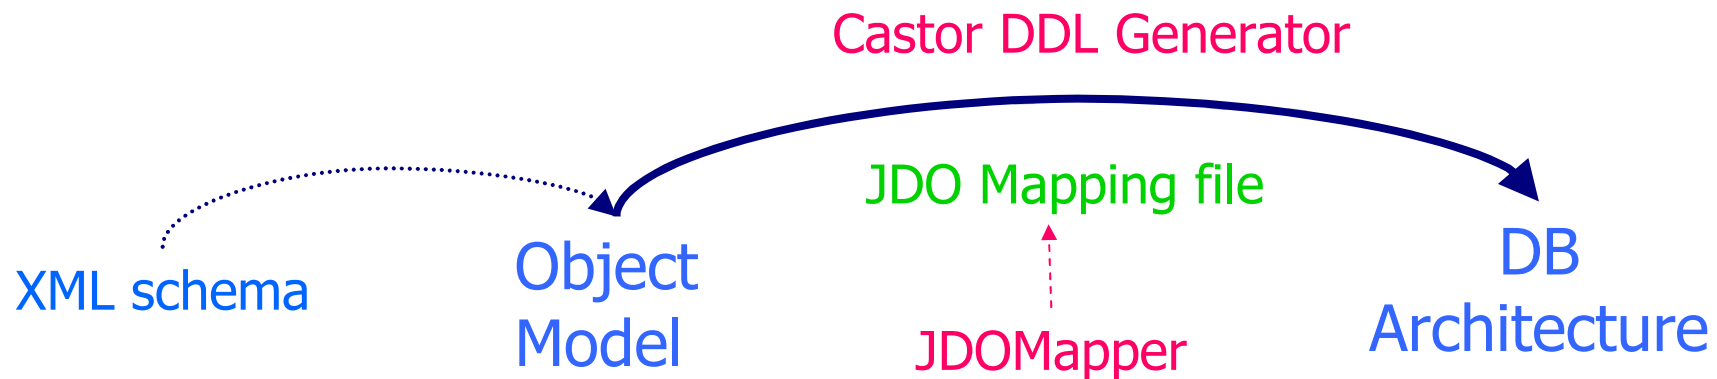 Castor DDL Generator
JDO Mapping file
XML schema
Object
Model
JDOMapper
DB
Architecture